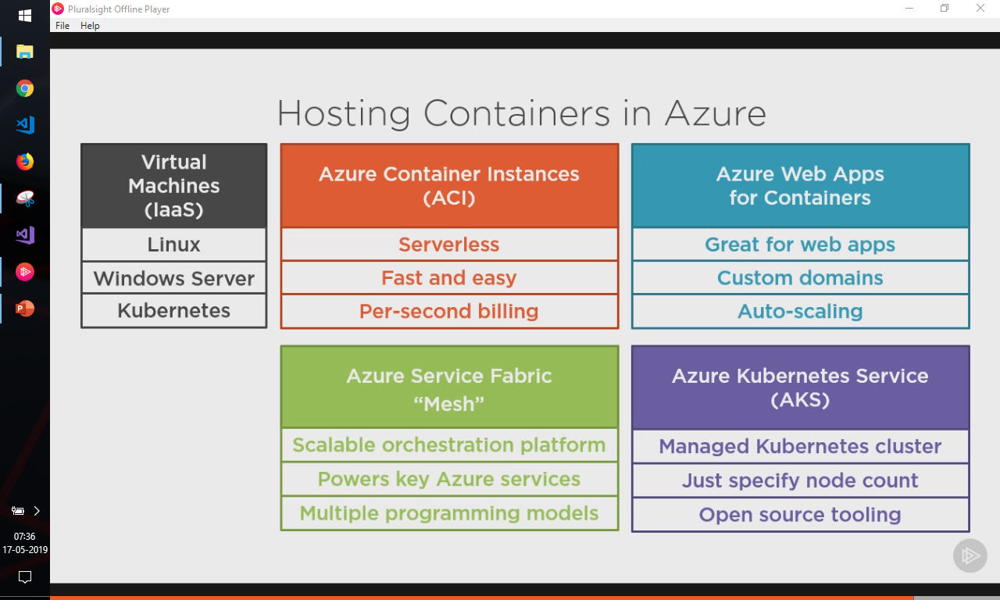 Pluralsight Offline Player
File Help
Hosting Containers in Azure
Virtual
Machines
(IaaS)
Linux
Windows Server
Kubernetes
Azure Container Instances
(ACI)
Serverless
Fast and easy
Per-second billing
Azure Web Apps
for Containers
Great for web apps
Custom domains
Auto-scaling
Azure Service Fabric
“Mesh”
Scalable orchestration platform
Powers key Azure services
Multiple programming models
Azure Kubernetes Service
(AKS)
Managed Kubernetes cluster
Just specify node count
Open source tooling
07:36
17-05-2019